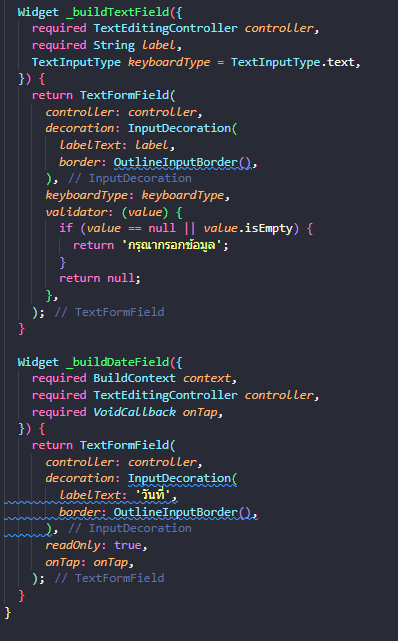 Widget _buildTextField({
  required TextEditingController controller,
  required String label,
  TextInputType keyboardType = TextInputType.text,
}) {
  return TextFormField(
    controller: controller,
    decoration: InputDecoration(
      labelText: label,
      border: OutlineInputBorder(),
    ), // InputDecoration
    keyboardType: keyboardType,
    validator: (value) {
      if (value == null || value.isEmpty) {
        return 'กรุณากรอกข้อมูล';
      }
      return null;
    },
  ); // TextFormField
}

Widget _buildDateField({
  required BuildContext context,
  required TextEditingController controller,
  required VoidCallback onTap,
}) {
  return TextFormField(
    controller: controller,
    decoration: InputDecoration(
      labelText: 'วันที่',
      border: OutlineInputBorder(),
    ), // InputDecoration
    readOnly: true,
    onTap: onTap,
  ); // TextFormField
}
}